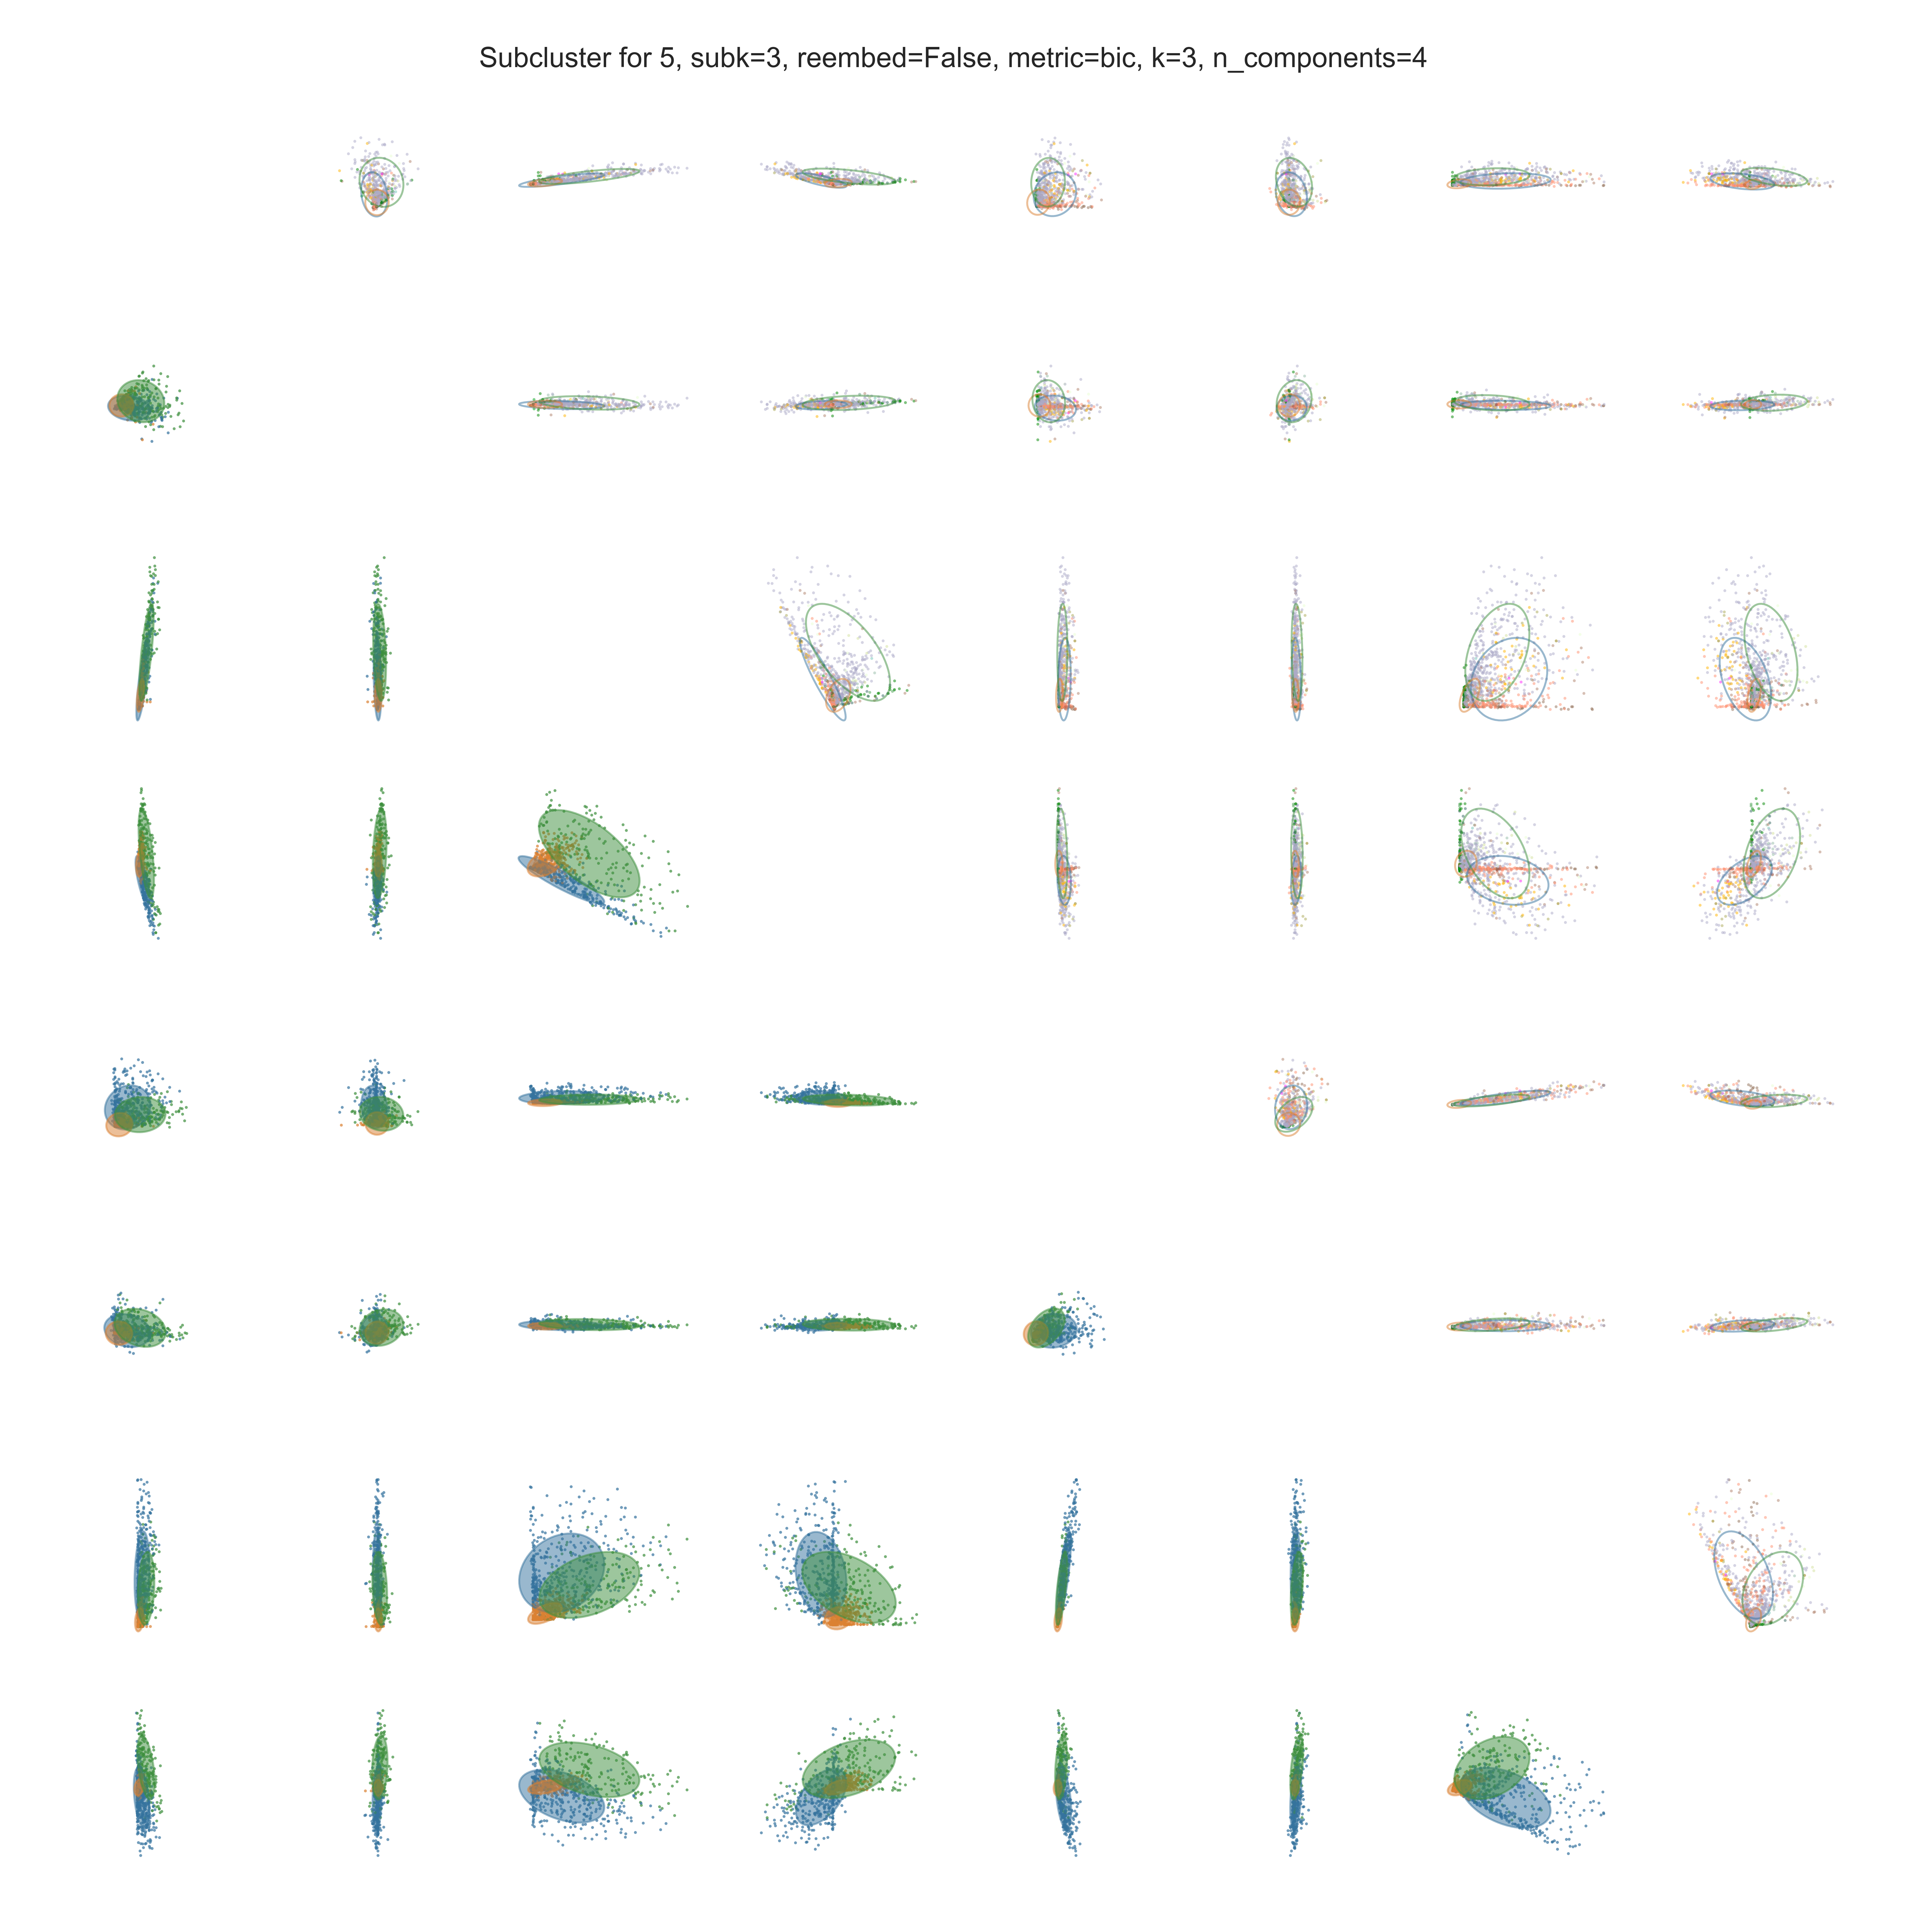 Subcluster for 5, subk=3, reembed=False, metric=bic, k=3, n_components=4